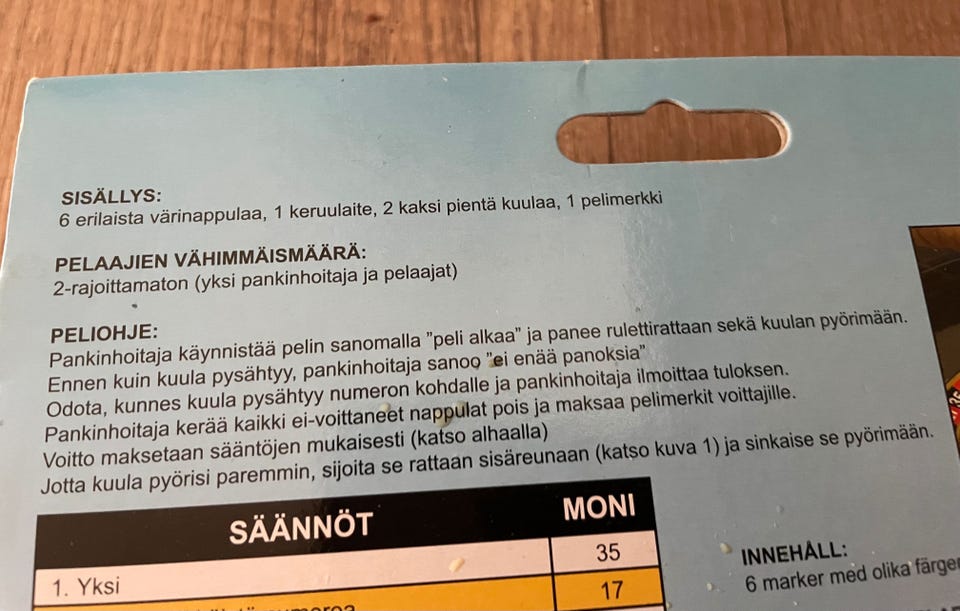 SISÄLLYS:
6 erilaista värinappulaa, 1 keruulaite, 2 kaksi pientä kuulaa, 1 pelimerkki
PELAAJIEN VÄHIMMÄISMÄÄRÄ:
2-rajoittamaton (yksi pankinhoitaja ja pelaajat)
PELIOHJE:
Pankinhoitaja käynnistää pelin sanomalla ”peli alkaa” ja panee rulettirattaan sekä kuulan pyörimään.
Ennen kuin kuula pysähtyy, pankinhoitaja sanoo ”ei enää panoksia”
Odota, kunnes kuula pysähtyy numeron kohdalle ja pankinhoitaja ilmoittaa tuloksen.
Pankinhoitaja kerää kaikki ei-voittaneet nappulat pois ja maksaa pelimerkit voittajille.
Voitto maksetaan sääntöjen mukaisesti (katso alhaalla)
Jotta kuula pyörisi paremmin, sijoita se rattaan sisäreunaan (katso kuva 1) ja sinkaise se pyörimään.
SÄÄNNÖT MONI
1. Yksi 35
17
INNEHÅLL:
6 marker med olika färger